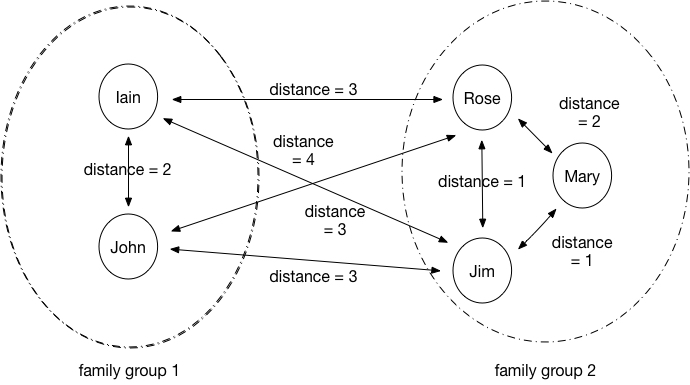 Iain
distance = 3
Rose
distance
= 2
distance
= 4
distance = 2
distance = 1
Mary
distance
= 3
John
distance
= 1
distance = 3
Jim
family group 1
family group 2